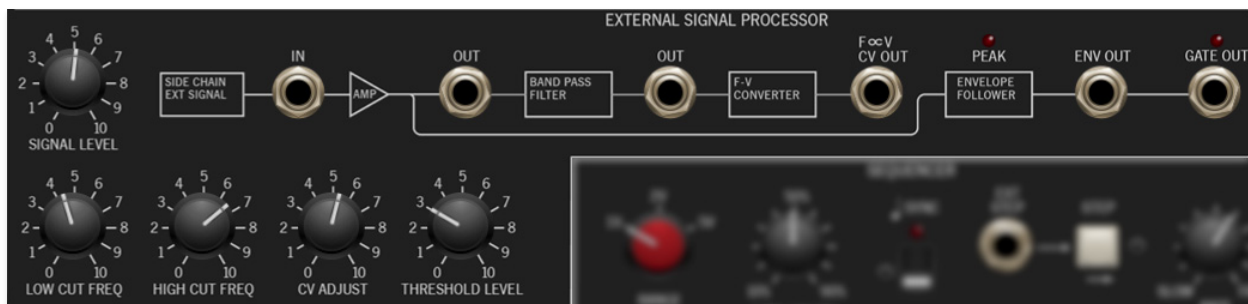 EXTERNAL SIGNAL PROCESSOR
0 1 2 3 4 5 6 7 8 9 10
SIGNAL LEVEL
SIDE CHAIN
EXT SIGNAL
IN
AMP
OUT
BAND PASS
FILTER
OUT
F-V
CONVERTER
F∝V
CV OUT
PEAK
ENVELOPE
FOLLOWER
ENV OUT
GATE OUT
0 1 2 3 4 5 6 7 8 9 10
LOW CUT FREQ
0 1 2 3 4 5 6 7 8 9 10
HIGH CUT FREQ
0 1 2 3 4 5 6 7 8 9 10
CV ADJUST
0 1 2 3 4 5 6 7 8 9 10
THRESHOLD LEVEL
SEQUENCER